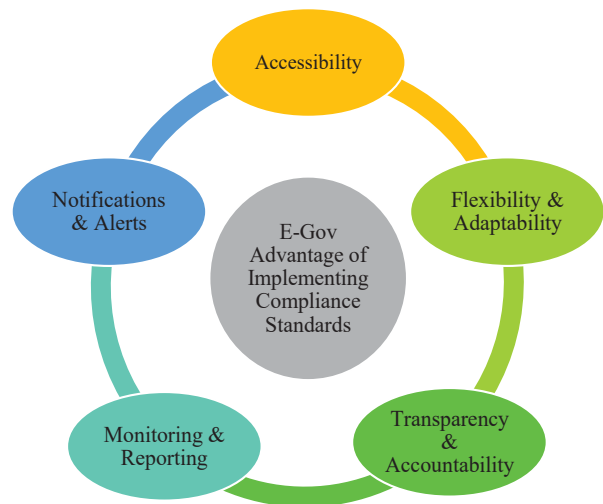 Accessibility
Notifications
& Alerts
Flexibility &
Adaptability
E-Gov
Advantage of
Implementing
Compliance
Standards
Monitoring &
Reporting
Transparency
&
Accountability